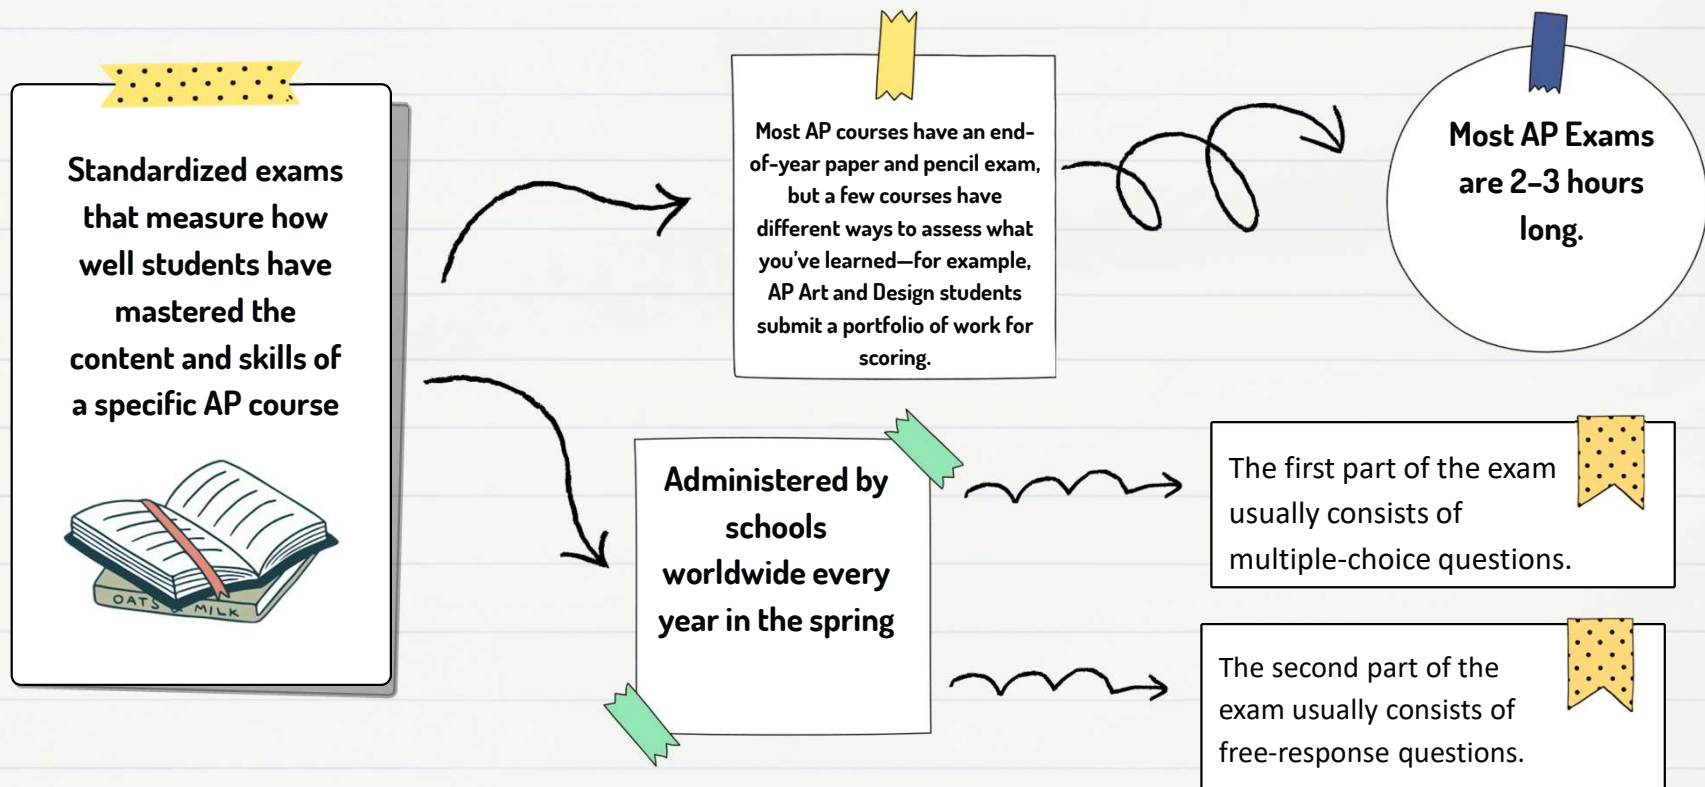 Standardized exams
that measure how
well students have
mastered the
content and skills of
a specific AP course
OATS & MILK
Most AP courses have an end-
of-year paper and pencil exam,
but a few courses have
different ways to assess what
you've learned—for example,
AP Art and Design students
submit a portfolio of work for
scoring.
Most AP Exams
are 2–3 hours
long.
Administered by
schools
worldwide every
year in the spring
The first part of the exam
usually consists of
multiple-choice questions.
The second part of the
exam usually consists of
free-response questions.